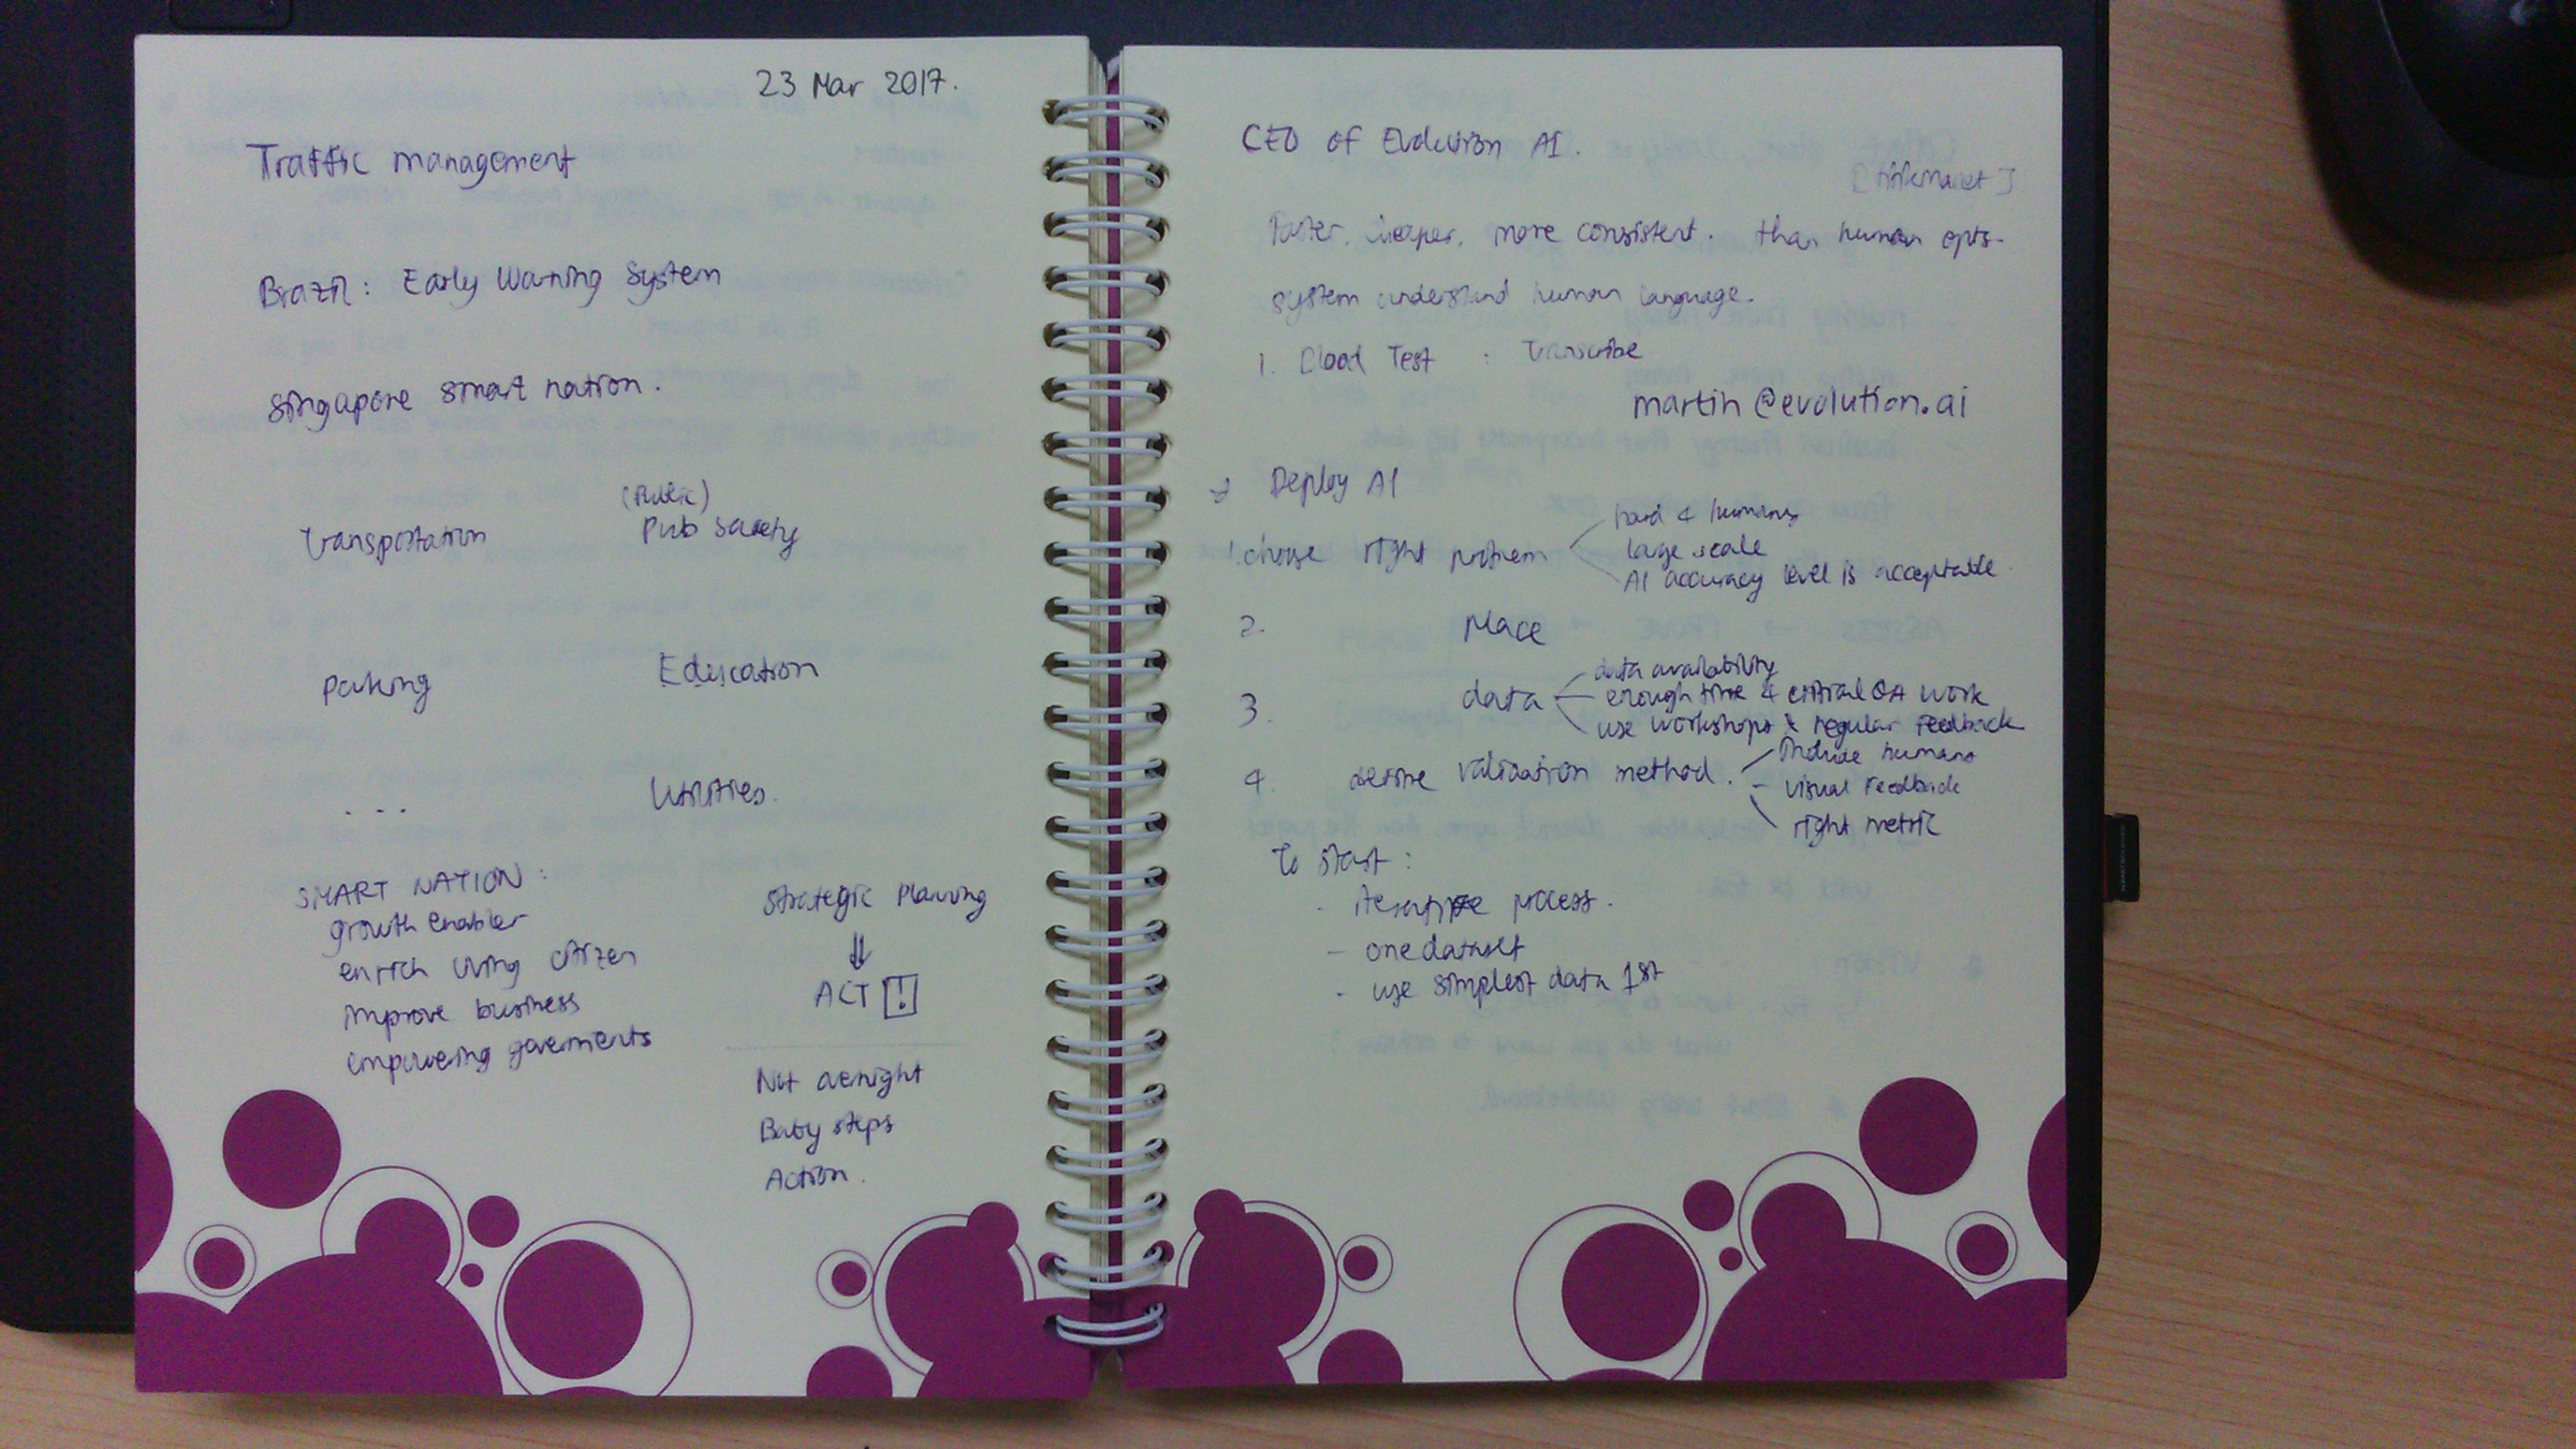 23 Mar 2017.
Traffic management
Brazil: Early Warning System
Singapore smart nation.
(Public)
Transportation Pub Safety
Parking Education
... Utilities.
SMART NATION:
growth enabler
enrich living citizen
improve business
empowering goverments
Strategic Planning
⇓
ACT !
Not overnight
Baby steps
Action.
CEO of Evolution AI.
Faster, cheaper, more consistent. than human opts.
system understand human language.
1. Test : Transcribe
martin@evolution.ai
→ Deploy AI
1. choose right problem
hard 4 humans
large scale
AI accuracy level is acceptable.
2. Place
3. data
data availability
enough time 4 critical QA work
use workshops & regular feedback
4. define validation method.
Include humans
- visual feedback
right metric
To start:
- iterative process.
- one dataset
- use simplest data 1st